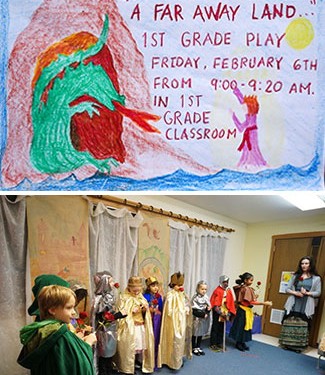 A FAR AWAY LAND..."
1ST GRADE PLAY
FRIDAY, FEBRUARY 6TH
FROM 9:00-9:20 AM.
IN 1ST
GRADE
CLASSROOM